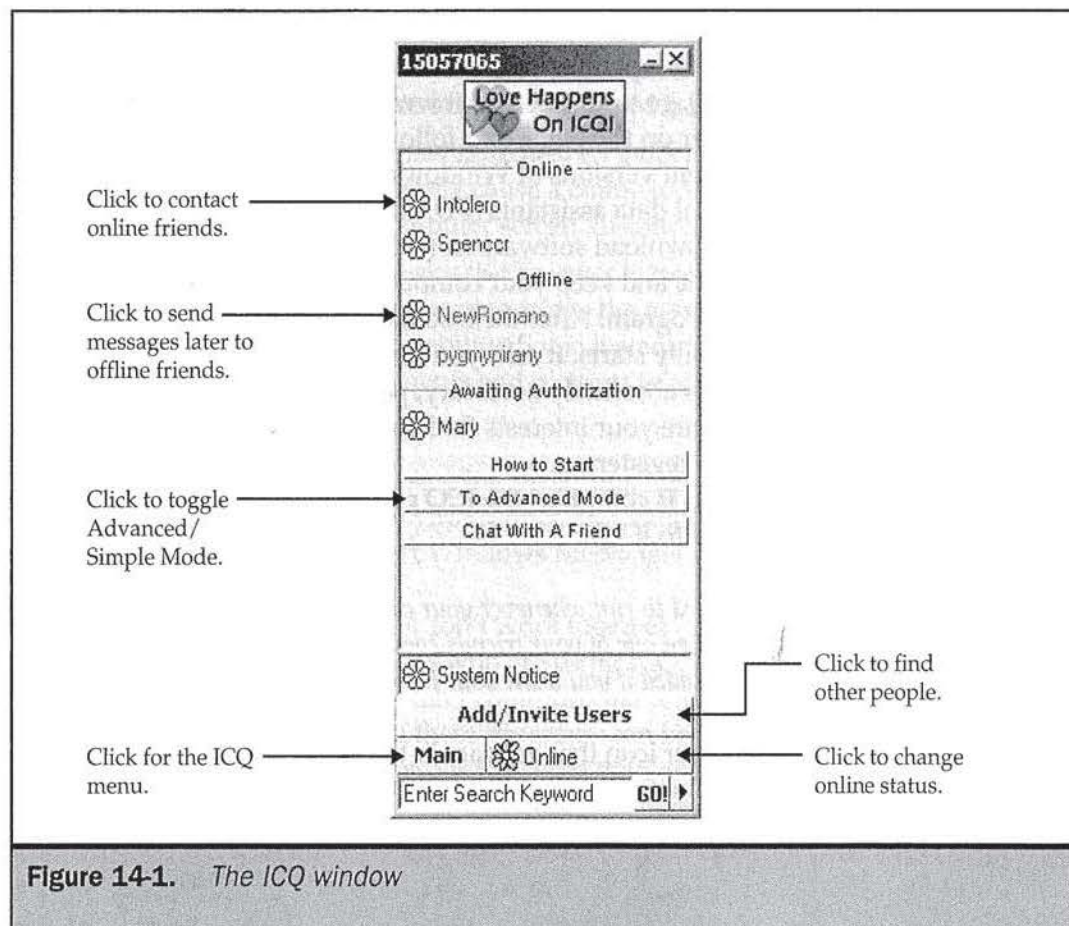 15057065
Love Happens
On ICQ!
Online
Click to contact
online friends.
Intolero
Spenccr
Offline
Click to send
messages later to
offline friends.
NewRomano
pygmypirany
Awaiting Authorization
Mary
How to Start
Click to toggle
Advanced/
Simple Mode.
To Advanced Mode
Chat With A Friend
System Notice
Click to find
other people.
Add/Invite Users
Click for the ICQ
menu.
Main
Online
Click to change
online status.
Enter Search Keyword GO!
Figure 14-1. The ICQ window